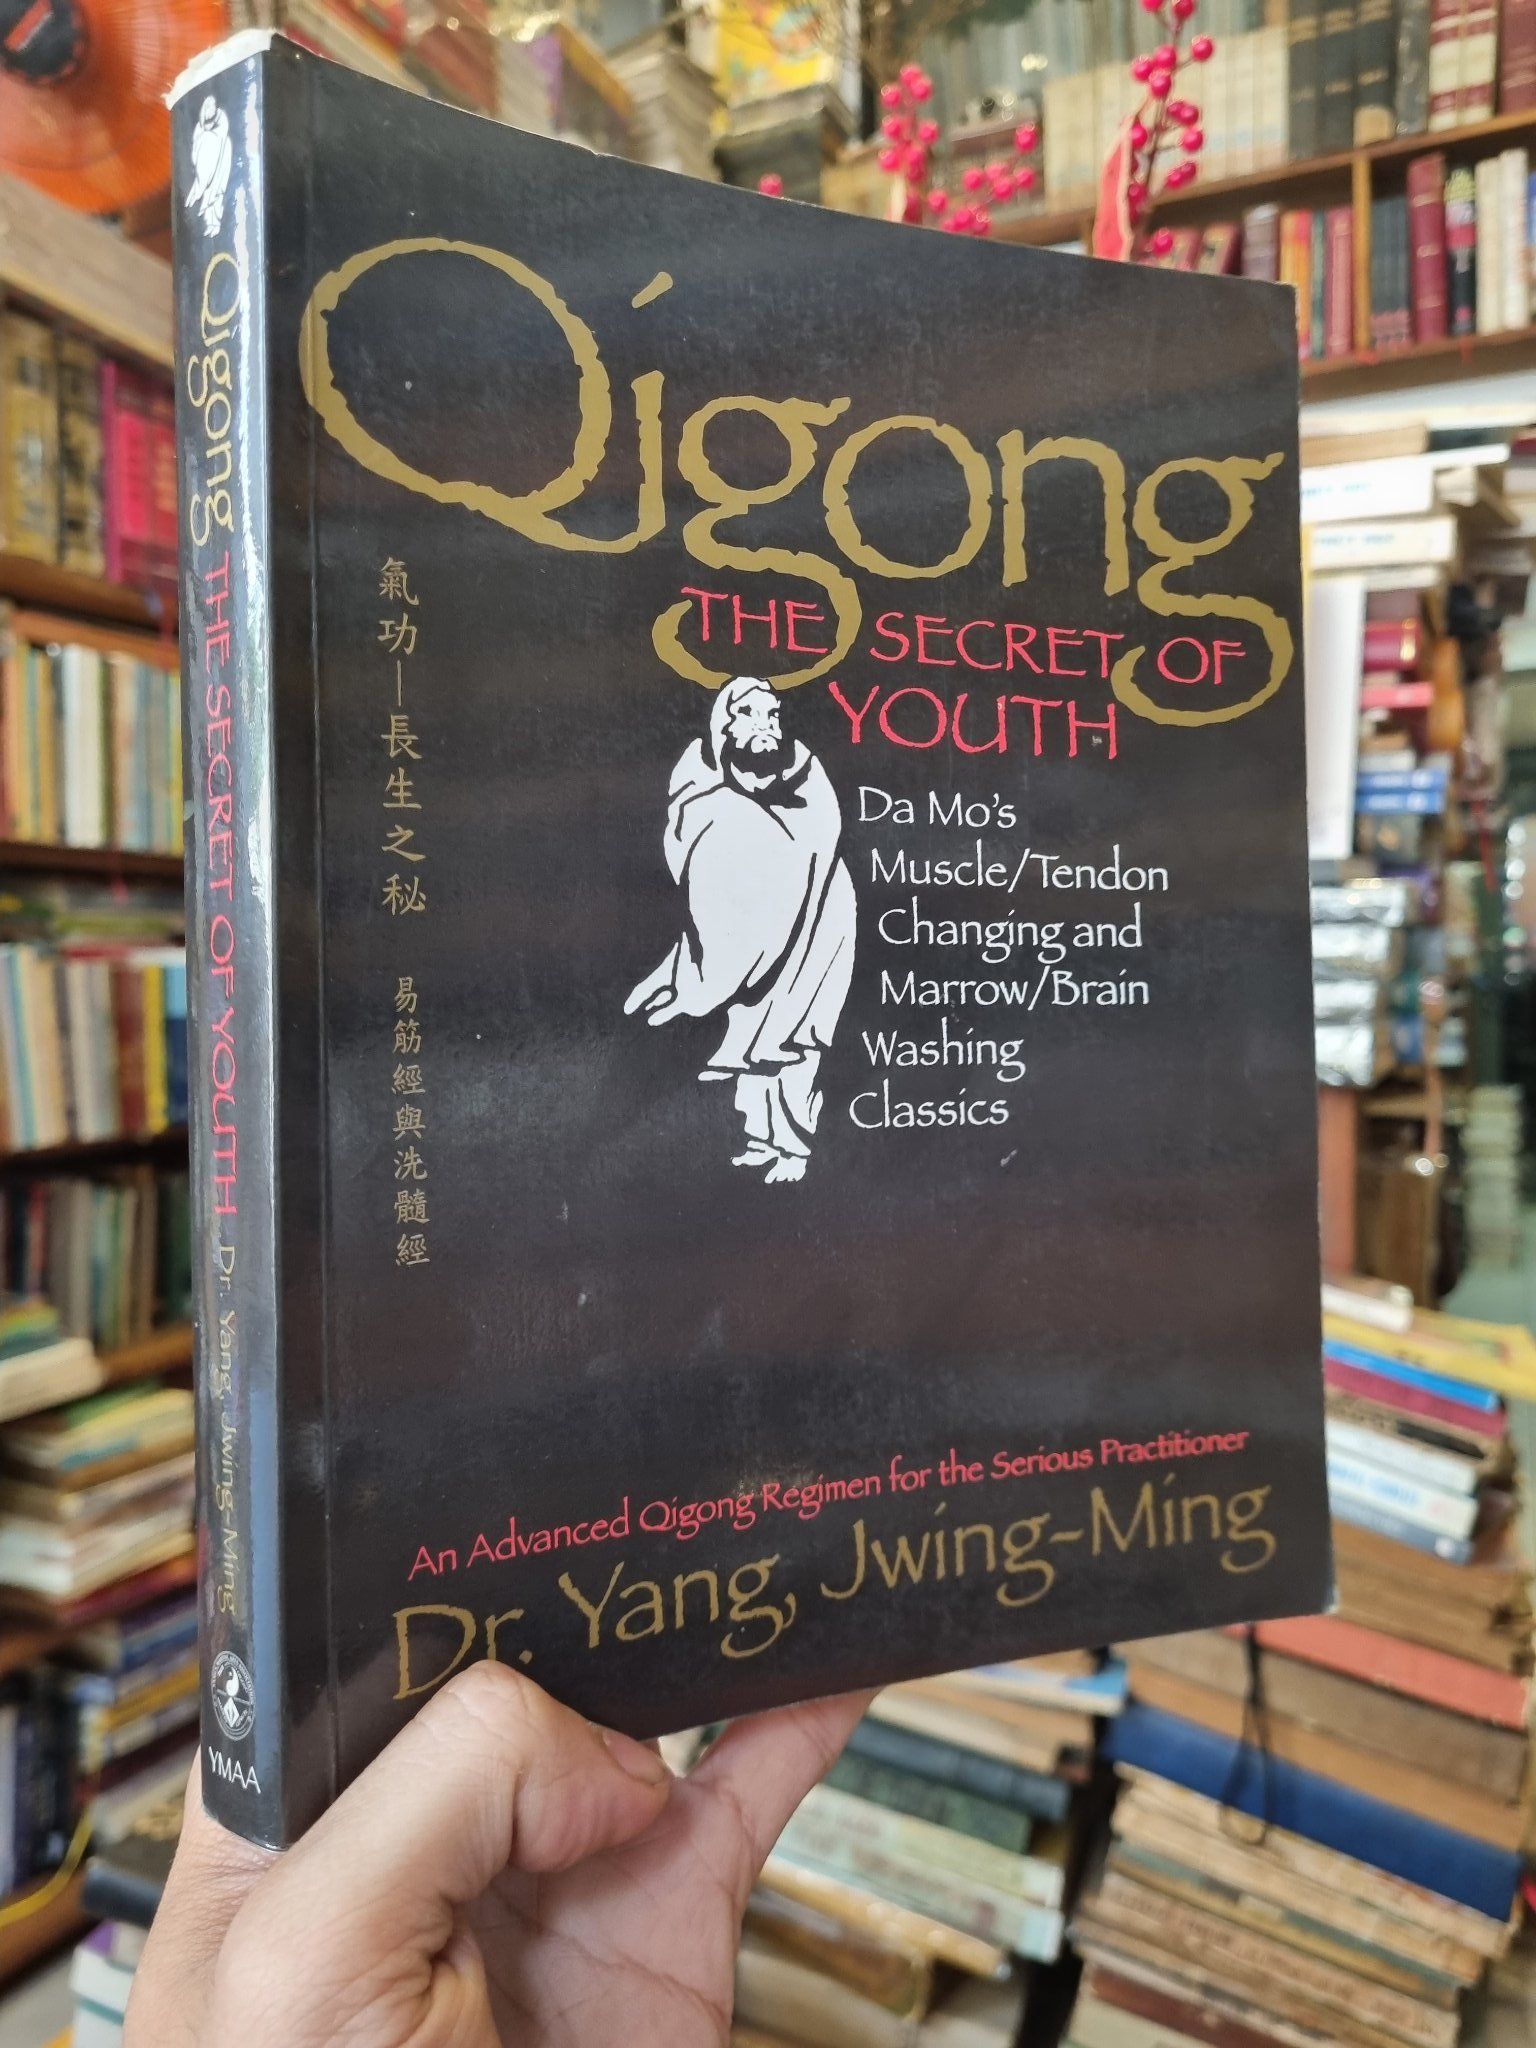 Qigong
THE SECRET OF
YOUTH
Da Mo's
Muscle/Tendon
Changing and
Marrow/Brain
Washing
Classics
氣功—長生之秘 易筋經與洗髓經
An Advanced Qigong Regimen for the Serious Practitioner
Dr. Yang, Jwing-Ming
Qigong THE SECRET OF YOUTH Dr. Yang, Jwing-Ming
YMAA